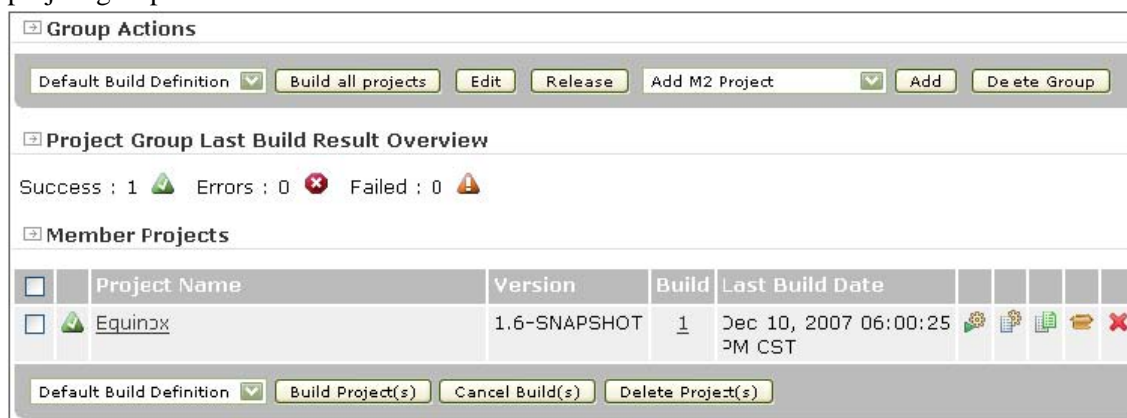 Group Actions
Default Build Definition Build all projects Edit Release Add M2 Project Add Delete Group
Project Group Last Build Result Overview
Success : 1 Errors : 0 Failed : 0
Member Projects
Project Name Version Build Last Build Date
Equinox 1.6-SNAPSHOT 1 Dec 10, 2007 06:00:25
PM CST
Default Build Definition Build Project(s) Cancel Build(s) Delete Project(s)